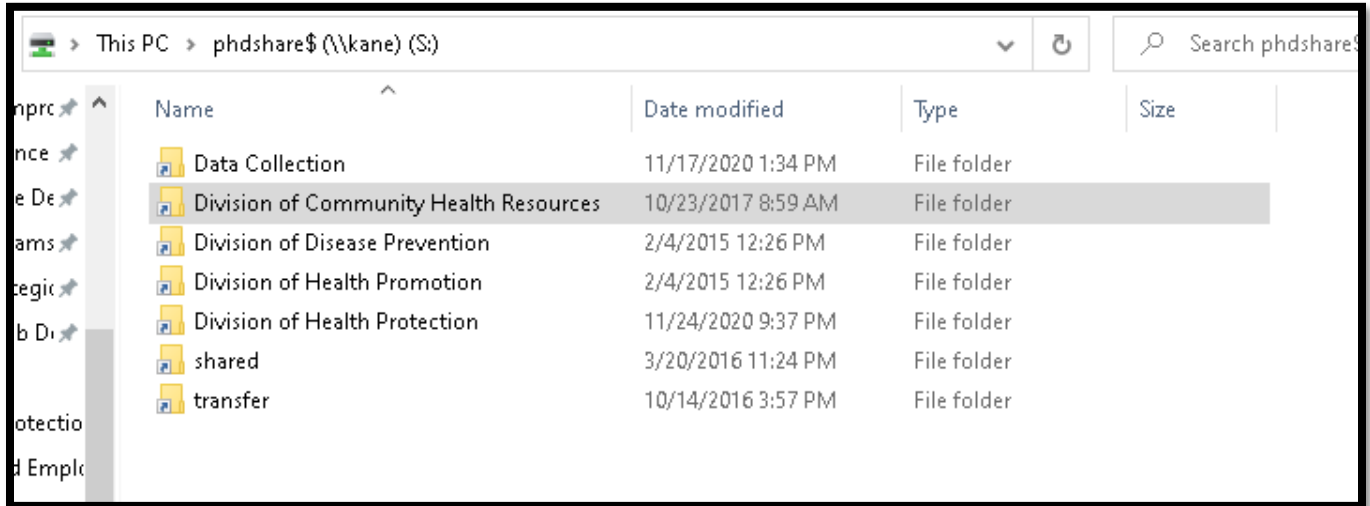 This PC > phdshare$ (\\kane) (S:) Search phdshare$
Name Date modified Type Size
Data Collection 11/17/2020 1:34 PM File folder
Division of Community Health Resources 10/23/2017 8:59 AM File folder
Division of Disease Prevention 2/4/2015 12:26 PM File folder
Division of Health Promotion 2/4/2015 12:26 PM File folder
Division of Health Protection 11/24/2020 9:37 PM File folder
shared 3/20/2016 11:24 PM File folder
transfer 10/14/2016 3:57 PM File folder